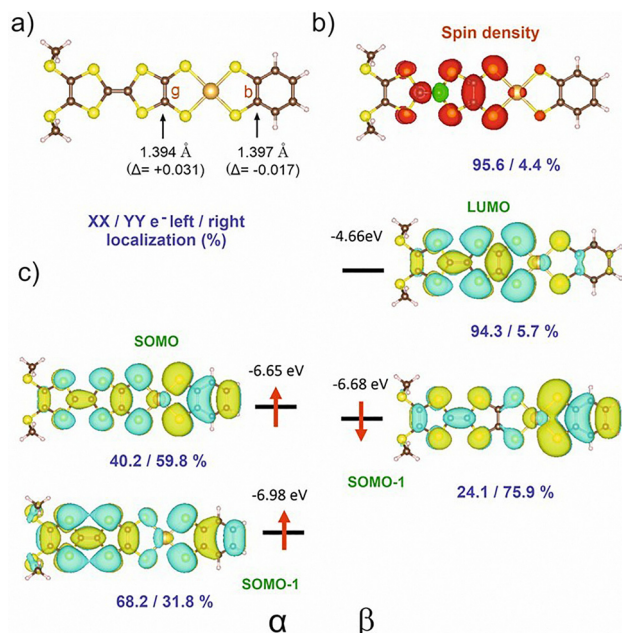 a)
g
b
1.394 Å
(Δ= +0.031)
1.397 Å
(Δ= -0.017)
XX / YY e⁻ left / right
localization (%)
b)
Spin density
95.6 / 4.4 %
LUMO
-4.66eV
94.3 / 5.7 %
c)
SOMO
-6.65 eV
40.2 / 59.8 %
-6.68 eV
SOMO-1
24.1 / 75.9 %
-6.98 eV
SOMO-1
68.2 / 31.8 %
α
β